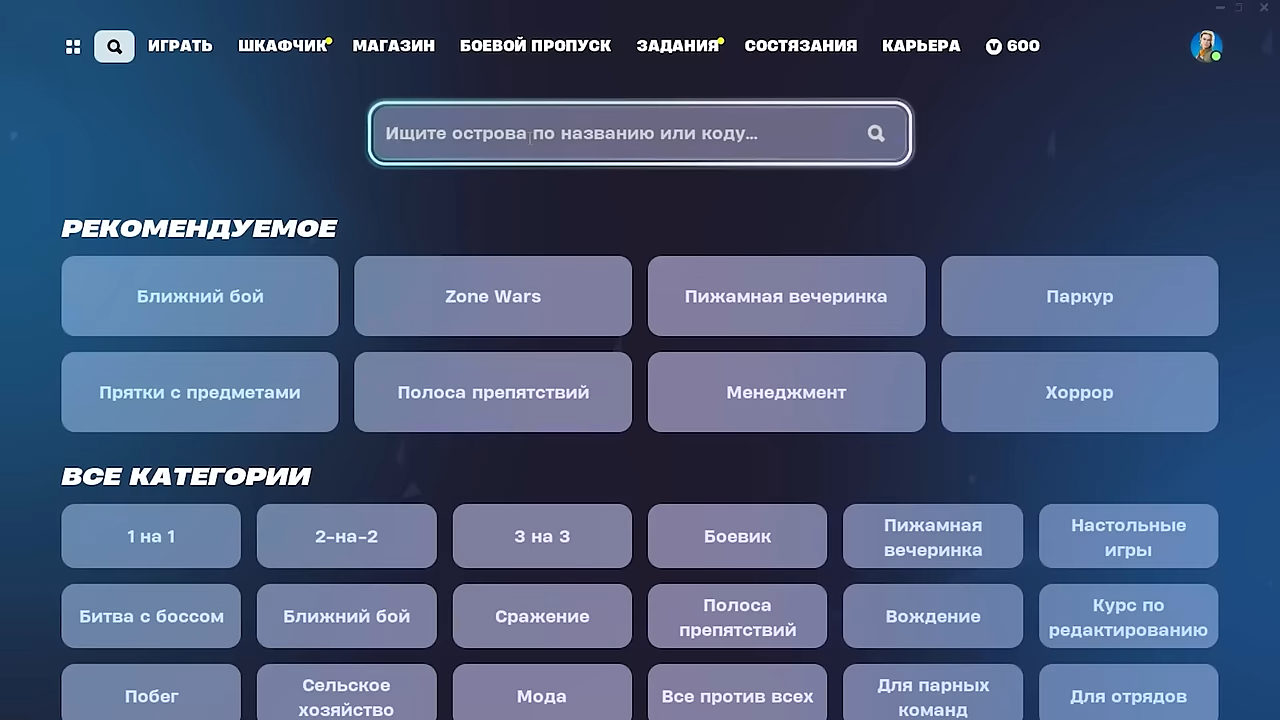 ИГРАТЬ ШКАФЧИК МАГАЗИН БОЕВОЙ ПРОПУСК ЗАДАНИЯ СОСТЯЗАНИЯ КАРЬЕРА V 600
Ищите острова по названию или коду...
РЕКОМЕНДУЕМОЕ
Ближний бой Zone Wars Пижамная вечеринка Паркур
Прятки с предметами Полоса препятствий Менеджмент Хоррор
ВСЕ КАТЕГОРИИ
1 на 1 2-на-2 3 на 3 Боевик Пижамная вечеринка Настольные игры
Битва с боссом Ближний бой Сражение Полоса препятствий Вождение Курс по редактированию
Побег Сельское хозяйство Мода Все против всех Для парных команд Для отрядов